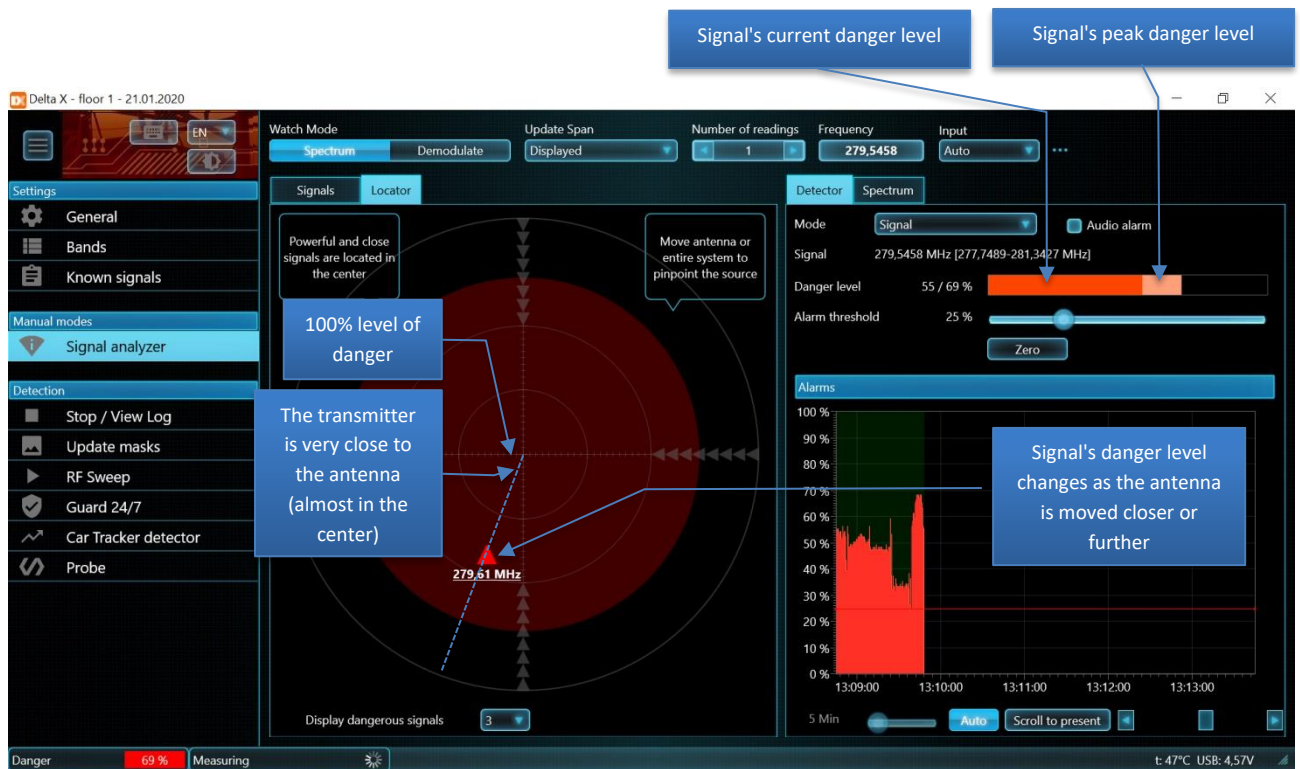 Signal's current danger level
Signal's peak danger level
Delta X - floor 1 - 21.01.2020
EN
Watch Mode
Spectrum
Demodulate
Update Span
Displayed
Number of readings
1
Frequency
279,5458
Input
Auto
...
Settings
General
Bands
Known signals
Manual modes
Signal analyzer
Detection
Stop / View Log
Update masks
RF Sweep
Guard 24/7
Car Tracker detector
Probe
Signals
Locator
Powerful and close
signals are located in
the center
Move antenna or
entire system to
pinpoint the source
100% level of
danger
The transmitter
is very close to
the antenna
(almost in the
center)
279,61 MHz
Display dangerous signals
3
Detector
Spectrum
Mode
Signal
Audio alarm
Signal
279,5458 MHz [277,7489-281,3427 MHz]
Danger level
55 / 69 %
Alarm threshold
25 %
Zero
Alarms
100 %
90 %
80 %
70 %
60 %
50 %
40 %
30 %
20 %
10 %
0 %
Signal's danger level
changes as the antenna
is moved closer or
further
13:09:00
13:10:00
13:11:00
13:12:00
13:13:00
5 Min
Auto
Scroll to present
Danger
69 %
Measuring
t: 47°C USB: 4,57V